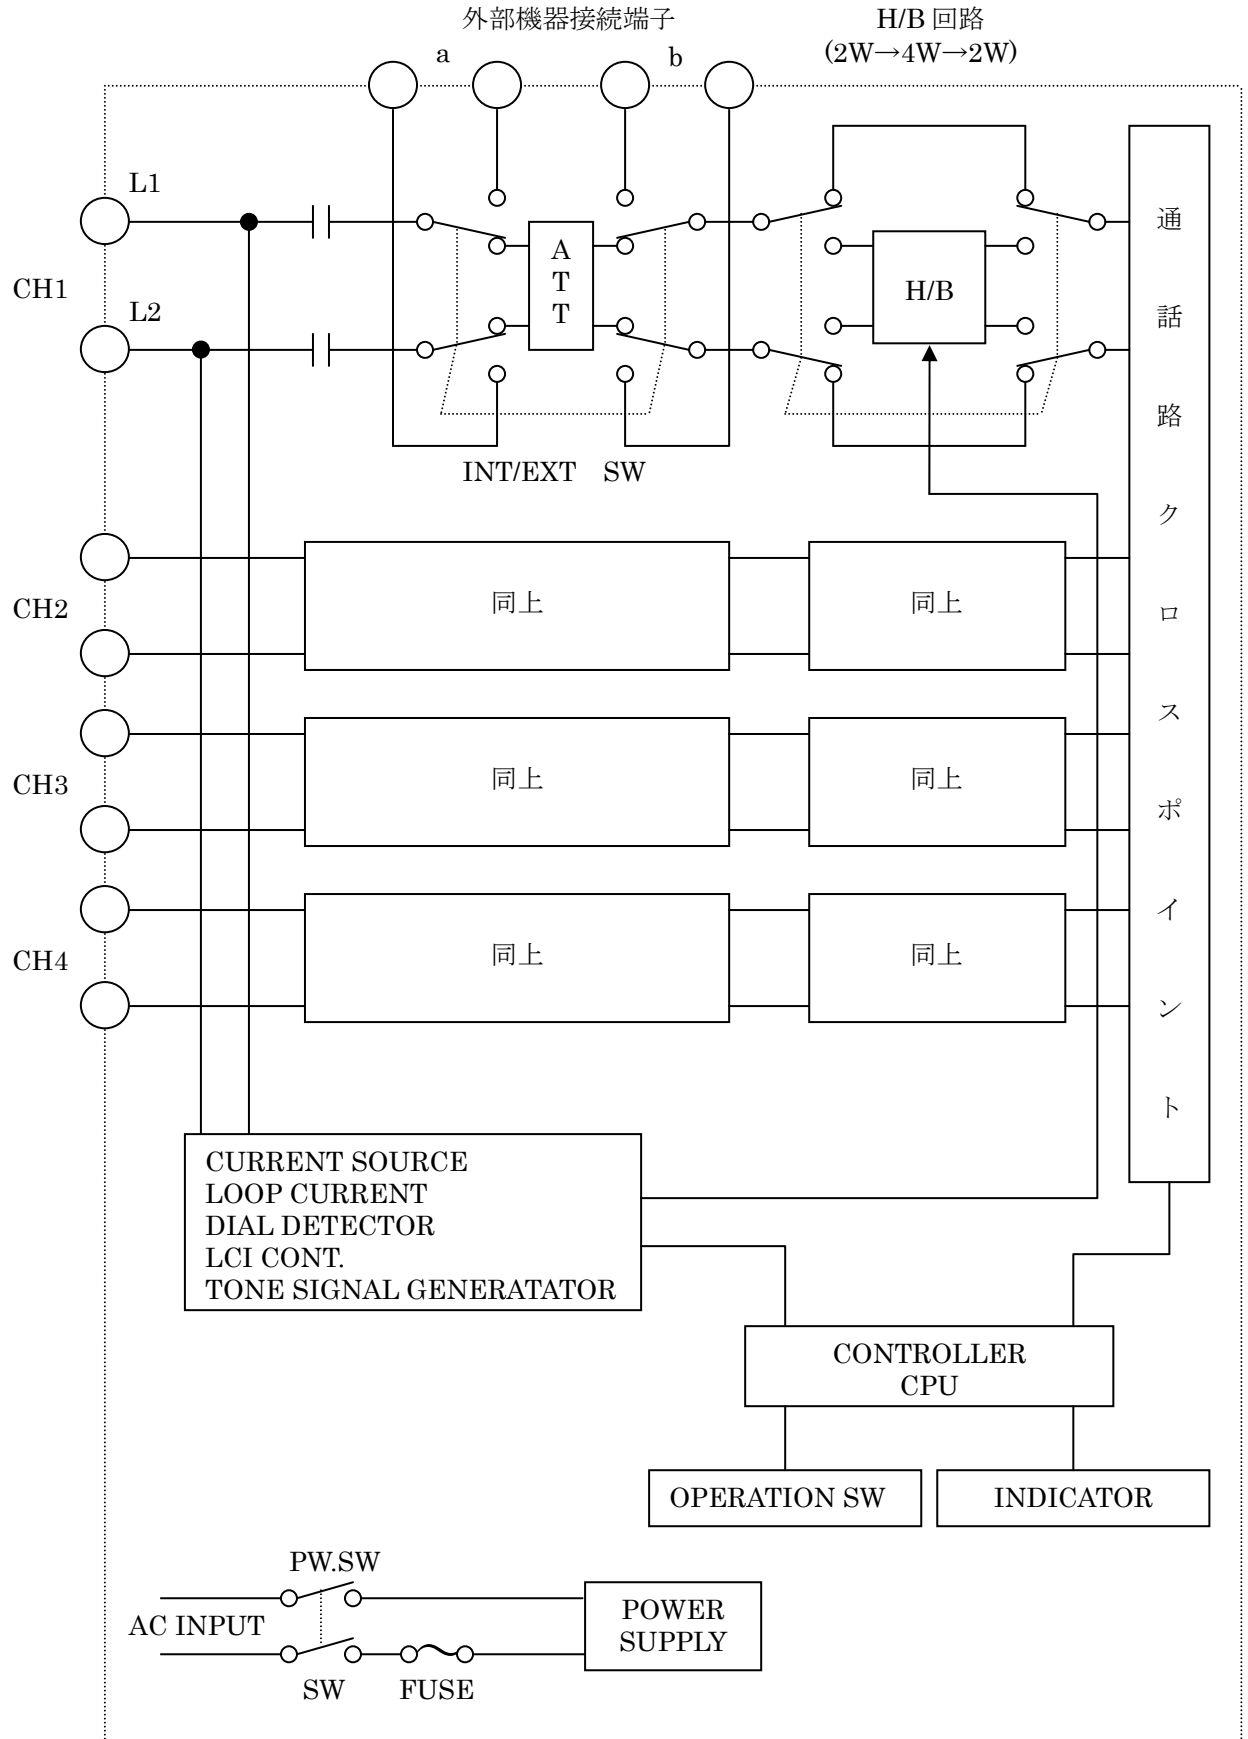 外部機器接続端子
H/B 回路
(2W→4W→2W)
a
b
L1
CH1
L2
ATT
H/B
INT/EXT SW
通話路クロスポイント
CH2
同上
同上
CH3
同上
同上
CH4
同上
同上
CURRENT SOURCE
LOOP CURRENT
DIAL DETECTOR
LCI CONT.
TONE SIGNAL GENERATATOR
CONTROLLER
CPU
OPERATION SW
INDICATOR
PW.SW
AC INPUT
SW
FUSE
POWER
SUPPLY